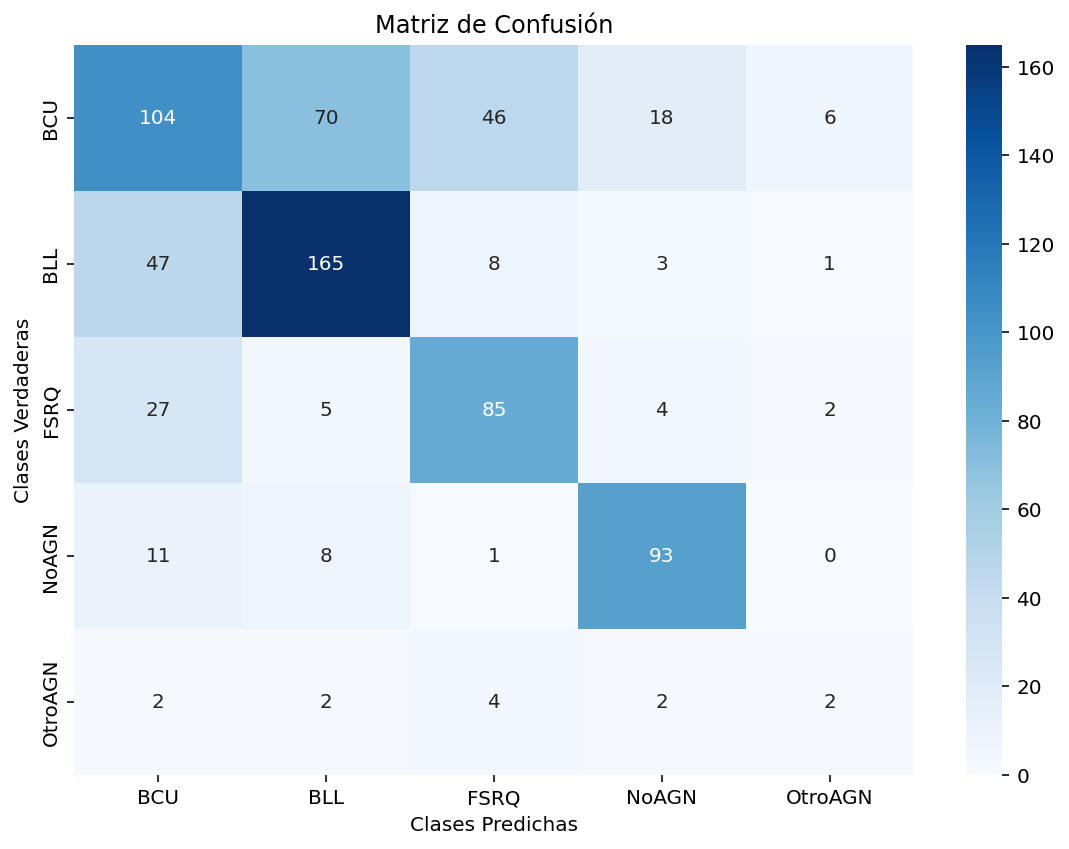 Matriz de Confusión
Clases Verdaderas
BCU 104 70 46 18 6
BLL 47 165 8 3 1
FSRQ 27 5 85 4 2
NoAGN 11 8 1 93 0
OtroAGN 2 2 4 2 2
BCU BLL FSRQ NoAGN OtroAGN
Clases Predichas
160
140
120
100
80
60
40
20
0